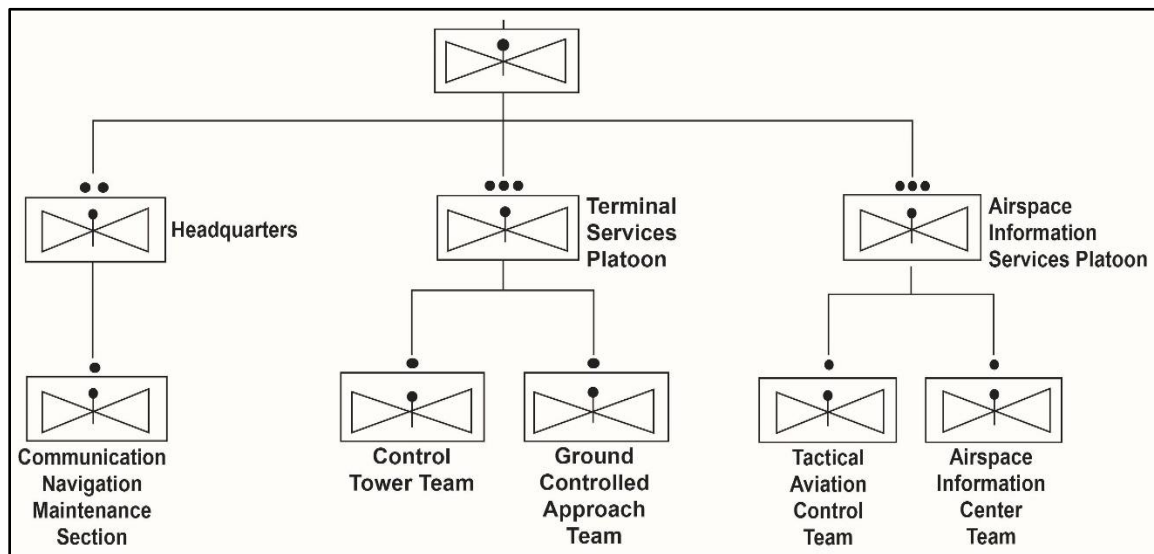 Headquarters
Terminal
Services
Platoon
Airspace
Information
Services Platoon
Communication
Navigation
Maintenance
Section
Control
Tower Team
Ground
Controlled
Approach
Team
Tactical
Aviation
Control
Team
Airspace
Information
Center
Team